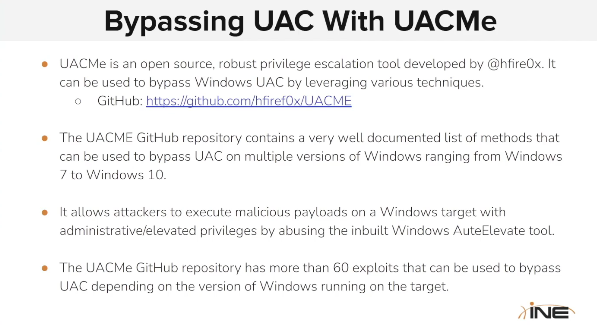 Bypassing UAC With UACMe
● UACMe is an open source, robust privilege escalation tool developed by @hfire0x. It
can be used to bypass Windows UAC by leveraging various techniques.
○ GitHub: https://github.com/hfiref0x/UACME
● The UACME GitHub repository contains a very well documented list of methods that
can be used to bypass UAC on multiple versions of Windows ranging from Windows
7 to Windows 10.
● It allows attackers to execute malicious payloads on a Windows target with
administrative/elevated privileges by abusing the inbuilt Windows AuteElevate tool.
● The UACMe GitHub repository has more than 60 exploits that can be used to bypass
UAC depending on the version of Windows running on the target.
INE